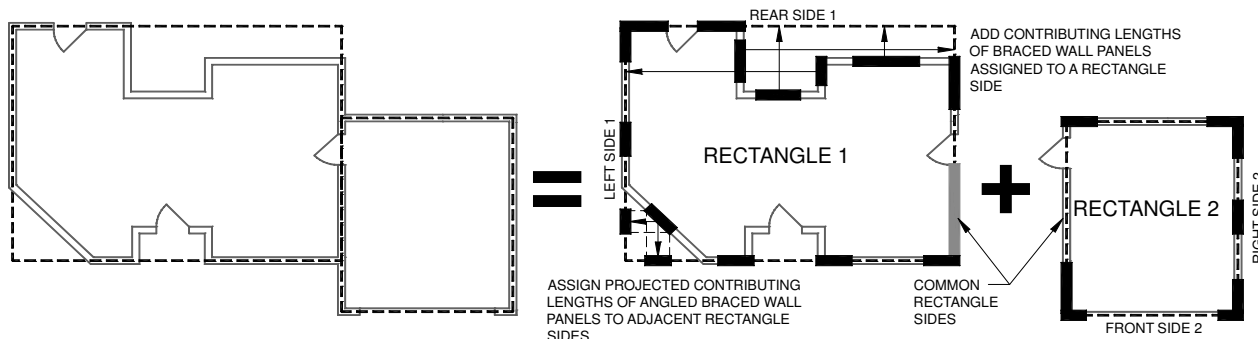 REAR SIDE 1
ADD CONTRIBUTING LENGTHS
OF BRACED WALL PANELS
ASSIGNED TO A RECTANGLE
SIDE
LEFT SIDE 1
RECTANGLE 1
RECTANGLE 2
RIGHT SIDE 2
ASSIGN PROJECTED CONTRIBUTING
LENGTHS OF ANGLED BRACED WALL
PANELS TO ADJACENT RECTANGLE
SIDES
COMMON
RECTANGLE
SIDES
FRONT SIDE 2